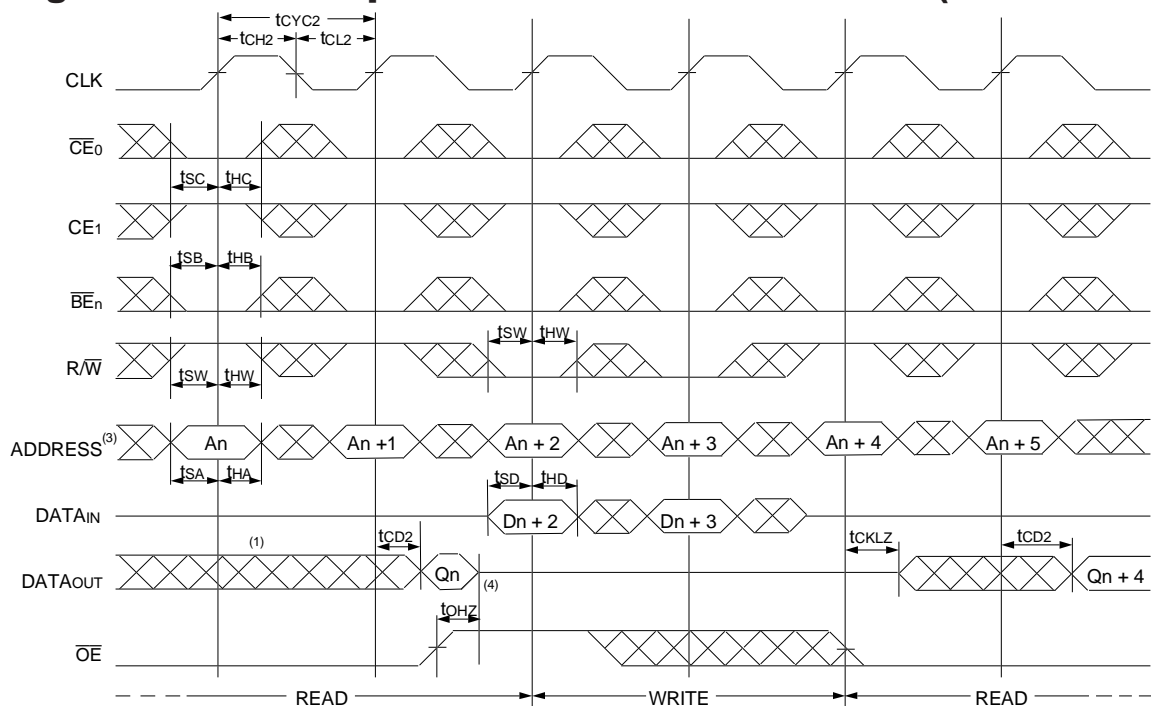 tCYC2
tCH2 tCL2
CLK
CE0
tSC tHC
CE1
tSB tHB
BEn
tSW tHW
R/W
tSW tHW
ADDRESS(3) An An +1 An + 2 An + 3 An + 4 An + 5
tSA tHA tSD tHD
DATAIN Dn + 2 Dn + 3
(1) tCD2 tCKLZ tCD2
DATAOUT Qn (4) Qn + 4
tOHZ
OE
READ WRITE READ